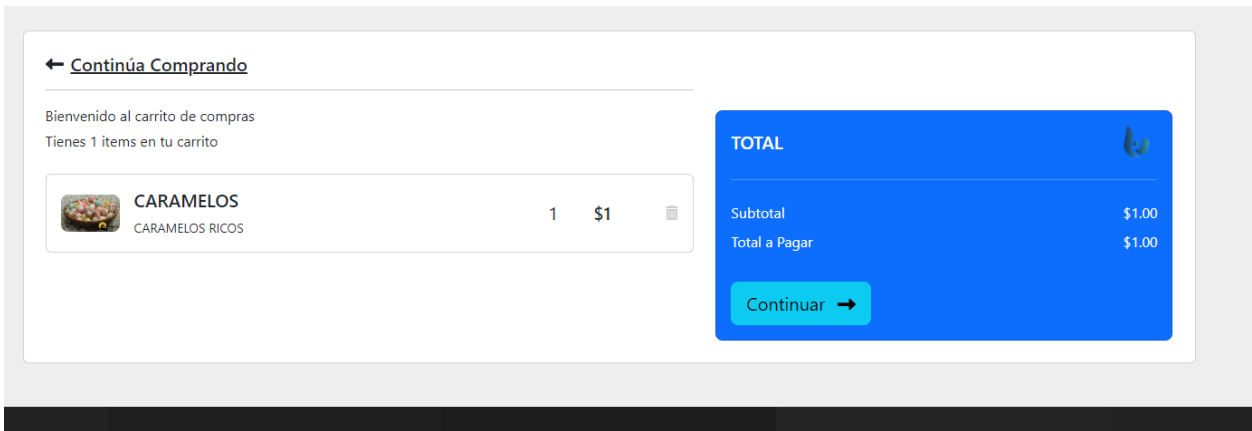 Continúa Comprando
Bienvenido al carrito de compras
Tienes 1 items en tu carrito
CARAMELOS
CARAMELOS RICOS
1 $1
TOTAL
Subtotal $1.00
Total a Pagar $1.00
Continuar